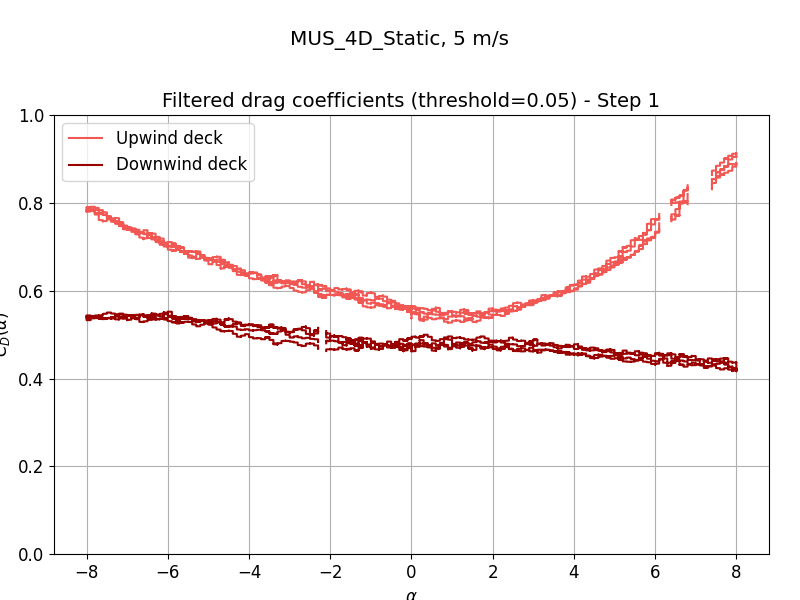 MUS_4D_Static, 5 m/s
Filtered drag coefficients (threshold=0.05) - Step 1
Upwind deck
Downwind deck
1.0
0.8
0.6
0.4
0.2
0.0
C_D(α)
−8 −6 −4 −2 0 2 4 6 8
α